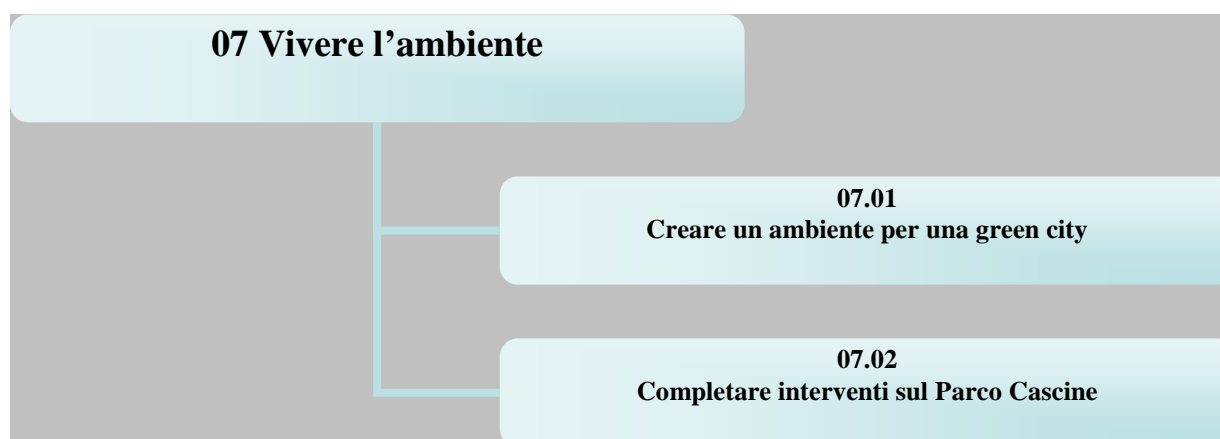 07 Vivere l’ambiente
07.01
Creare un ambiente per una green city
07.02
Completare interventi sul Parco Cascine